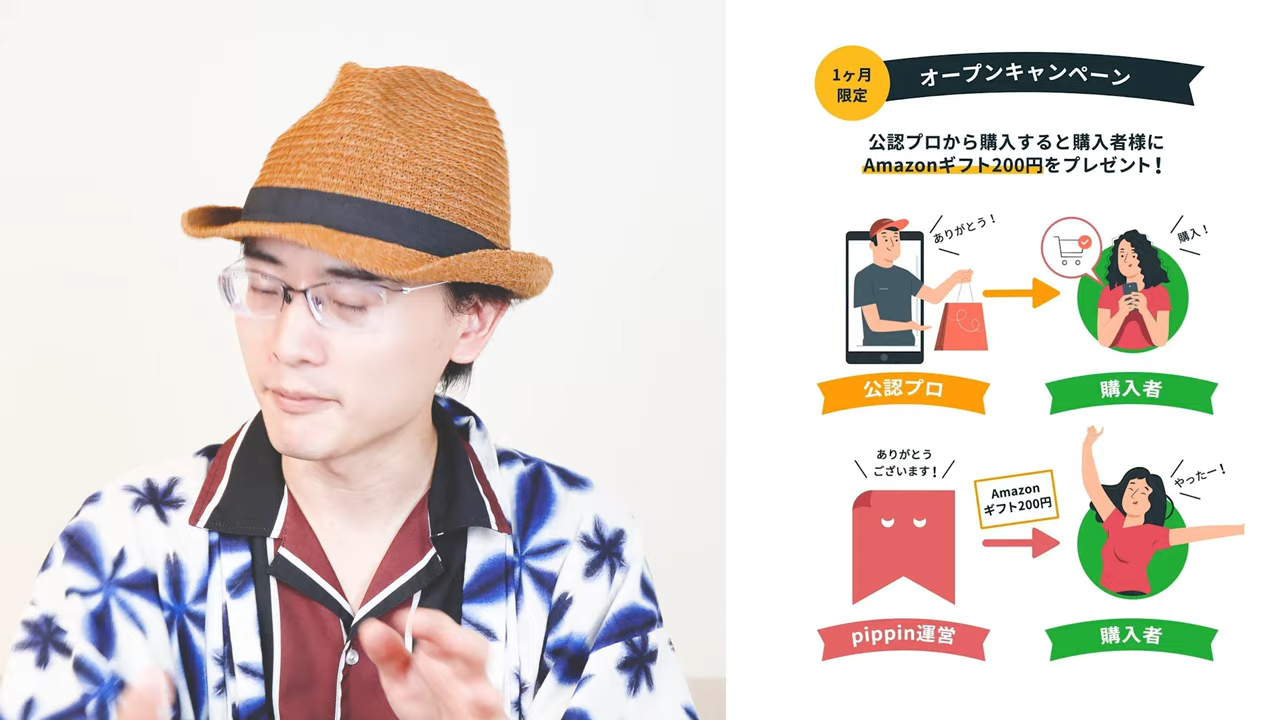 1ヶ月
限定
オープンキャンペーン
公認プロから購入すると購入者様に
Amazonギフト200円をプレゼント！
ありがとう！
購入！
公認プロ
購入者
ありがとう
ございます！
Amazon
ギフト200円
やったー！
pippin運営
購入者